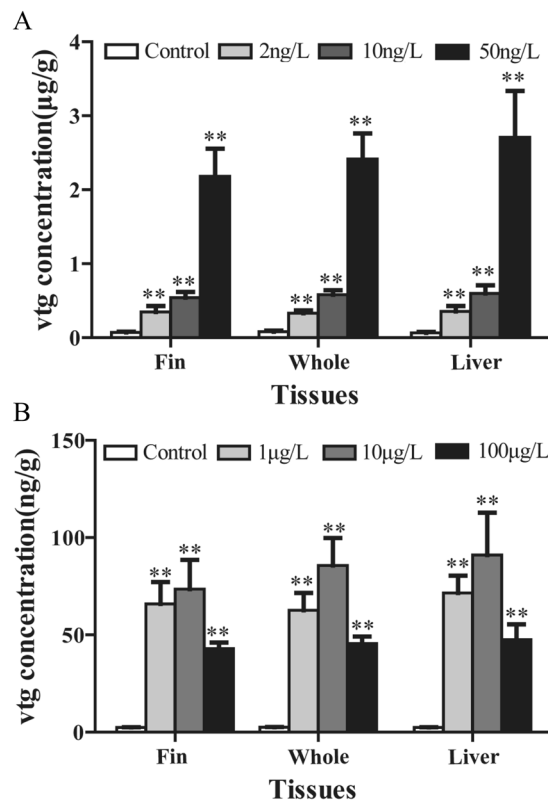 A
Control 2ng/L 10ng/L 50ng/L
vtg concentration(μg/g)
4
3
2
1
0
** ** **
** ** **
** ** **
Fin Whole Liver
Tissues
B
Control 1μg/L 10μg/L 100μg/L
vtg concentration(ng/g)
150
100
50
0
** ** **
** ** **
** ** **
Fin Whole Liver
Tissues